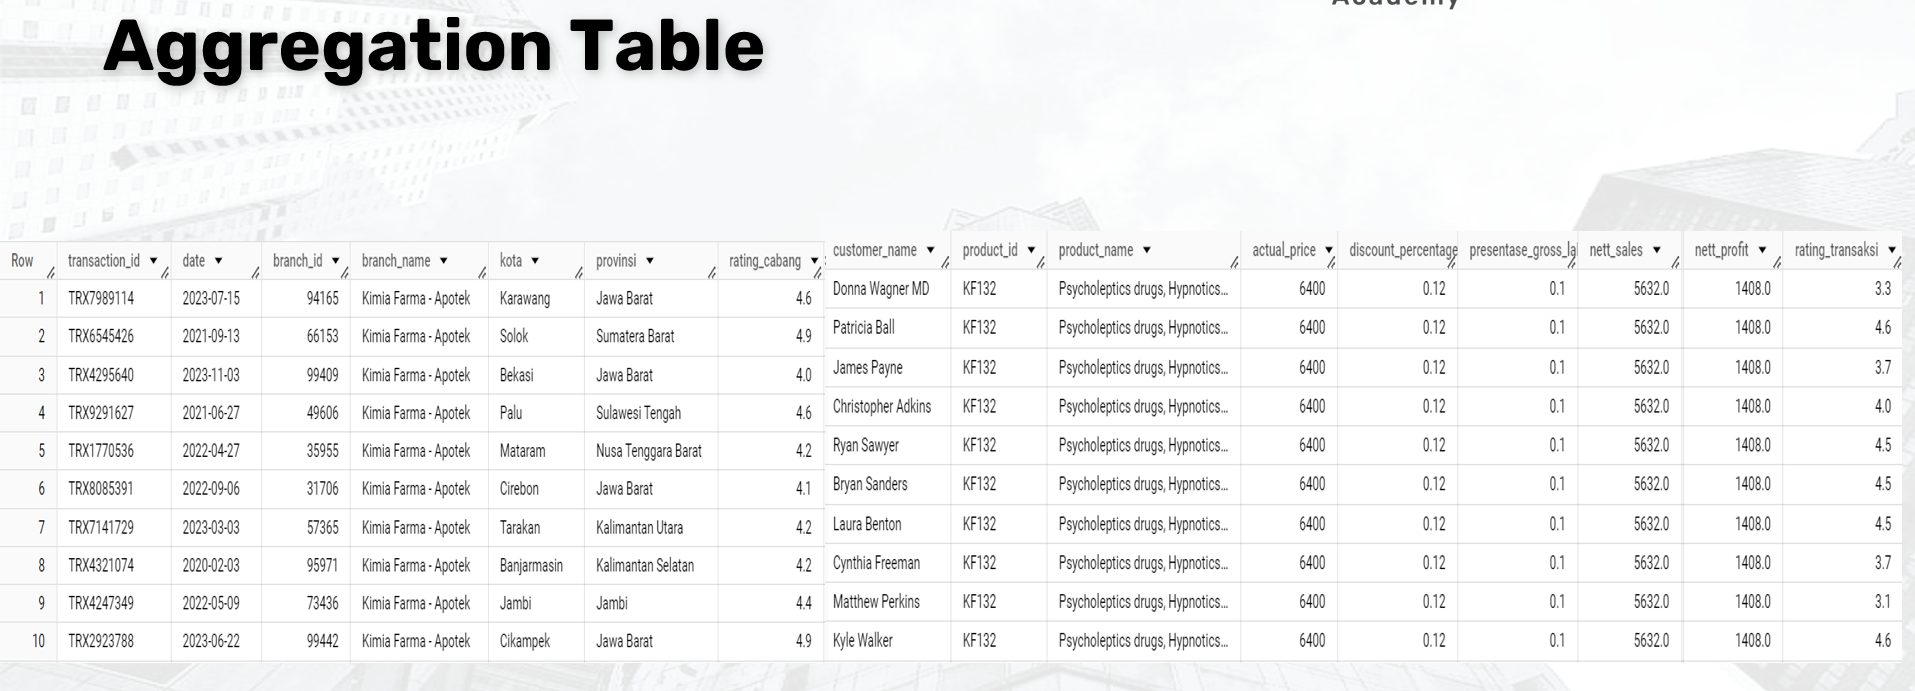 Academy
Aggregation Table
Row transaction_id date branch_id branch_name kota provinsi rating_cabang customer_name product_id product_name actual_price discount_percentage presentase_gross_la nett_sales nett_profit rating_transaksi
1 TRX7989114 2023-07-15 94165 Kimia Farma - Apotek Karawang Jawa Barat 4.6 Donna Wagner MD KF132 Psycholeptics drugs, Hypnotics... 6400 0.12 0.1 5632.0 1408.0 3.3
2 TRX6545426 2021-09-13 66153 Kimia Farma - Apotek Solok Sumatera Barat 4.9 Patricia Ball KF132 Psycholeptics drugs, Hypnotics... 6400 0.12 0.1 5632.0 1408.0 4.6
3 TRX4295640 2023-11-03 99409 Kimia Farma - Apotek Bekasi Jawa Barat 4.0 James Payne KF132 Psycholeptics drugs, Hypnotics... 6400 0.12 0.1 5632.0 1408.0 3.7
4 TRX9291627 2021-06-27 49606 Kimia Farma - Apotek Palu Sulawesi Tengah 4.6 Christopher Adkins KF132 Psycholeptics drugs, Hypnotics... 6400 0.12 0.1 5632.0 1408.0 4.0
5 TRX1770536 2022-04-27 35955 Kimia Farma - Apotek Mataram Nusa Tenggara Barat 4.2 Ryan Sawyer KF132 Psycholeptics drugs, Hypnotics... 6400 0.12 0.1 5632.0 1408.0 4.5
6 TRX8085391 2022-09-06 31706 Kimia Farma - Apotek Cirebon Jawa Barat 4.1 Bryan Sanders KF132 Psycholeptics drugs, Hypnotics... 6400 0.12 0.1 5632.0 1408.0 4.5
7 TRX7141729 2023-03-03 57365 Kimia Farma - Apotek Tarakan Kalimantan Utara 4.2 Laura Benton KF132 Psycholeptics drugs, Hypnotics... 6400 0.12 0.1 5632.0 1408.0 4.5
8 TRX4321074 2020-02-03 95971 Kimia Farma - Apotek Banjarmasin Kalimantan Selatan 4.2 Cynthia Freeman KF132 Psycholeptics drugs, Hypnotics... 6400 0.12 0.1 5632.0 1408.0 3.7
9 TRX4247349 2022-05-09 73436 Kimia Farma - Apotek Jambi Jambi 4.4 Matthew Perkins KF132 Psycholeptics drugs, Hypnotics... 6400 0.12 0.1 5632.0 1408.0 3.1
10 TRX2923788 2023-06-22 99442 Kimia Farma - Apotek Cikampek Jawa Barat 4.9 Kyle Walker KF132 Psycholeptics drugs, Hypnotics... 6400 0.12 0.1 5632.0 1408.0 4.6